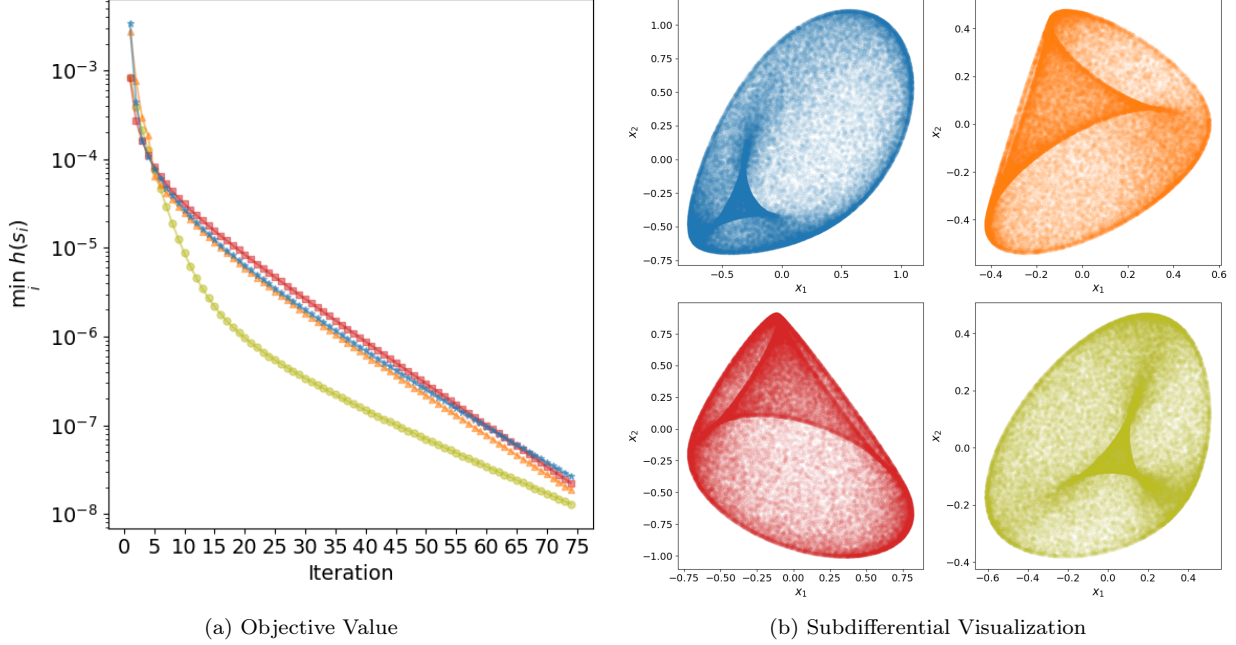 10^{-3}
10^{-4}
10^{-5}
10^{-6}
10^{-7}
10^{-8}
min_i h(s_i)
0 5 10 15 20 25 30 35 40 45 50 55 60 65 70 75
Iteration
(a) Objective Value
1.00
0.75
0.50
0.25
0.00
−0.25
−0.50
−0.75
x_2
−0.5 0.0 0.5 1.0
x_1
0.4
0.2
0.0
−0.2
−0.4
x_2
−0.4 −0.2 0.0 0.2 0.4 0.6
x_1
0.75
0.50
0.25
0.00
−0.25
−0.50
−0.75
−1.00
x_2
−0.75 −0.50 −0.25 0.00 0.25 0.50 0.75
x_1
0.4
0.2
0.0
−0.2
−0.4
x_2
−0.6 −0.4 −0.2 0.0 0.2 0.4
x_1
(b) Subdifferential Visualization